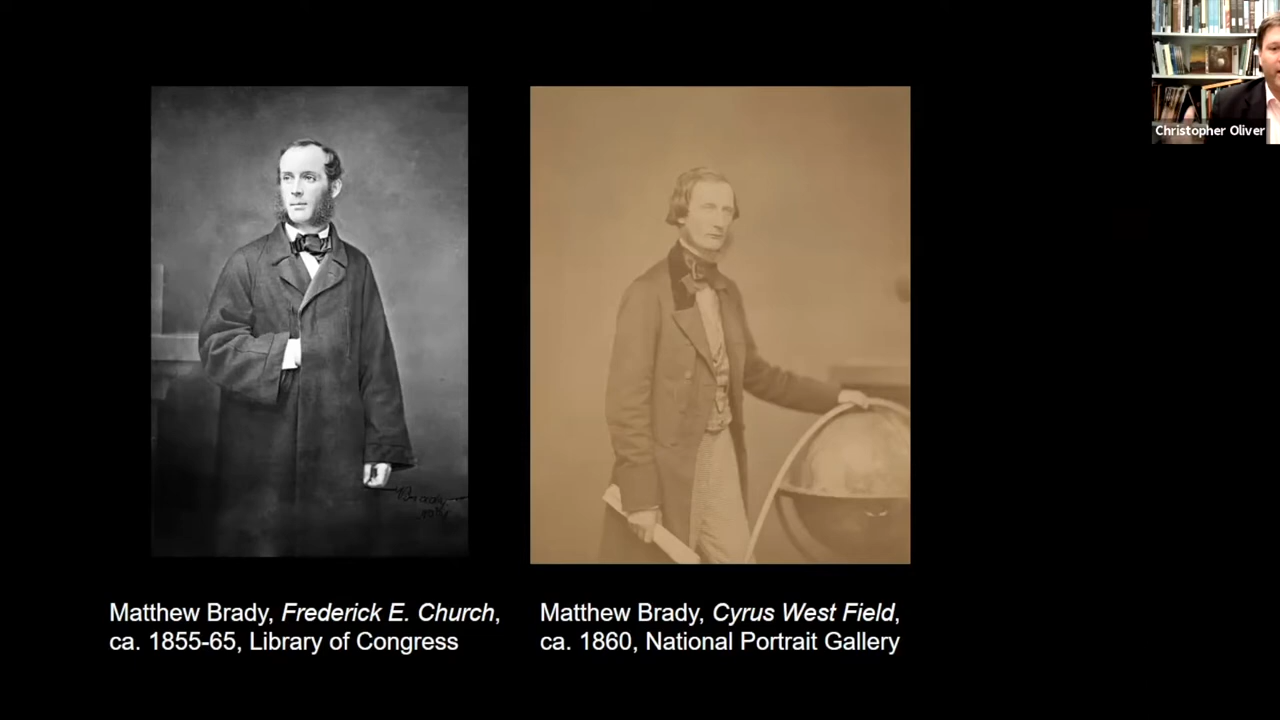 Christopher Oliver
Brady
Matthew Brady, Frederick E. Church,
ca. 1855-65, Library of Congress
Matthew Brady, Cyrus West Field,
ca. 1860, National Portrait Gallery